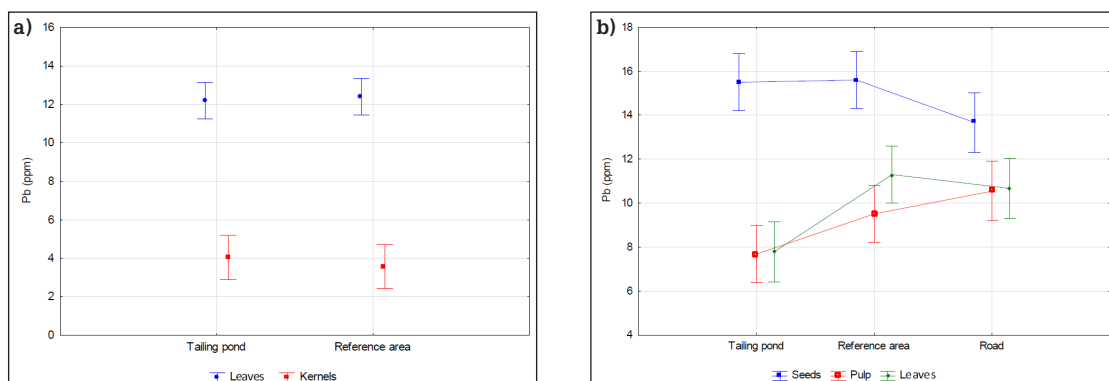 a)
16
14
12
10
8
6
4
2
0
Pb (ppm)
Tailing pond Reference area
Leaves Kernels
b)
18
16
14
12
10
8
6
4
Pb (ppm)
Tailing pond Reference area Road
Seeds Pulp Leaves